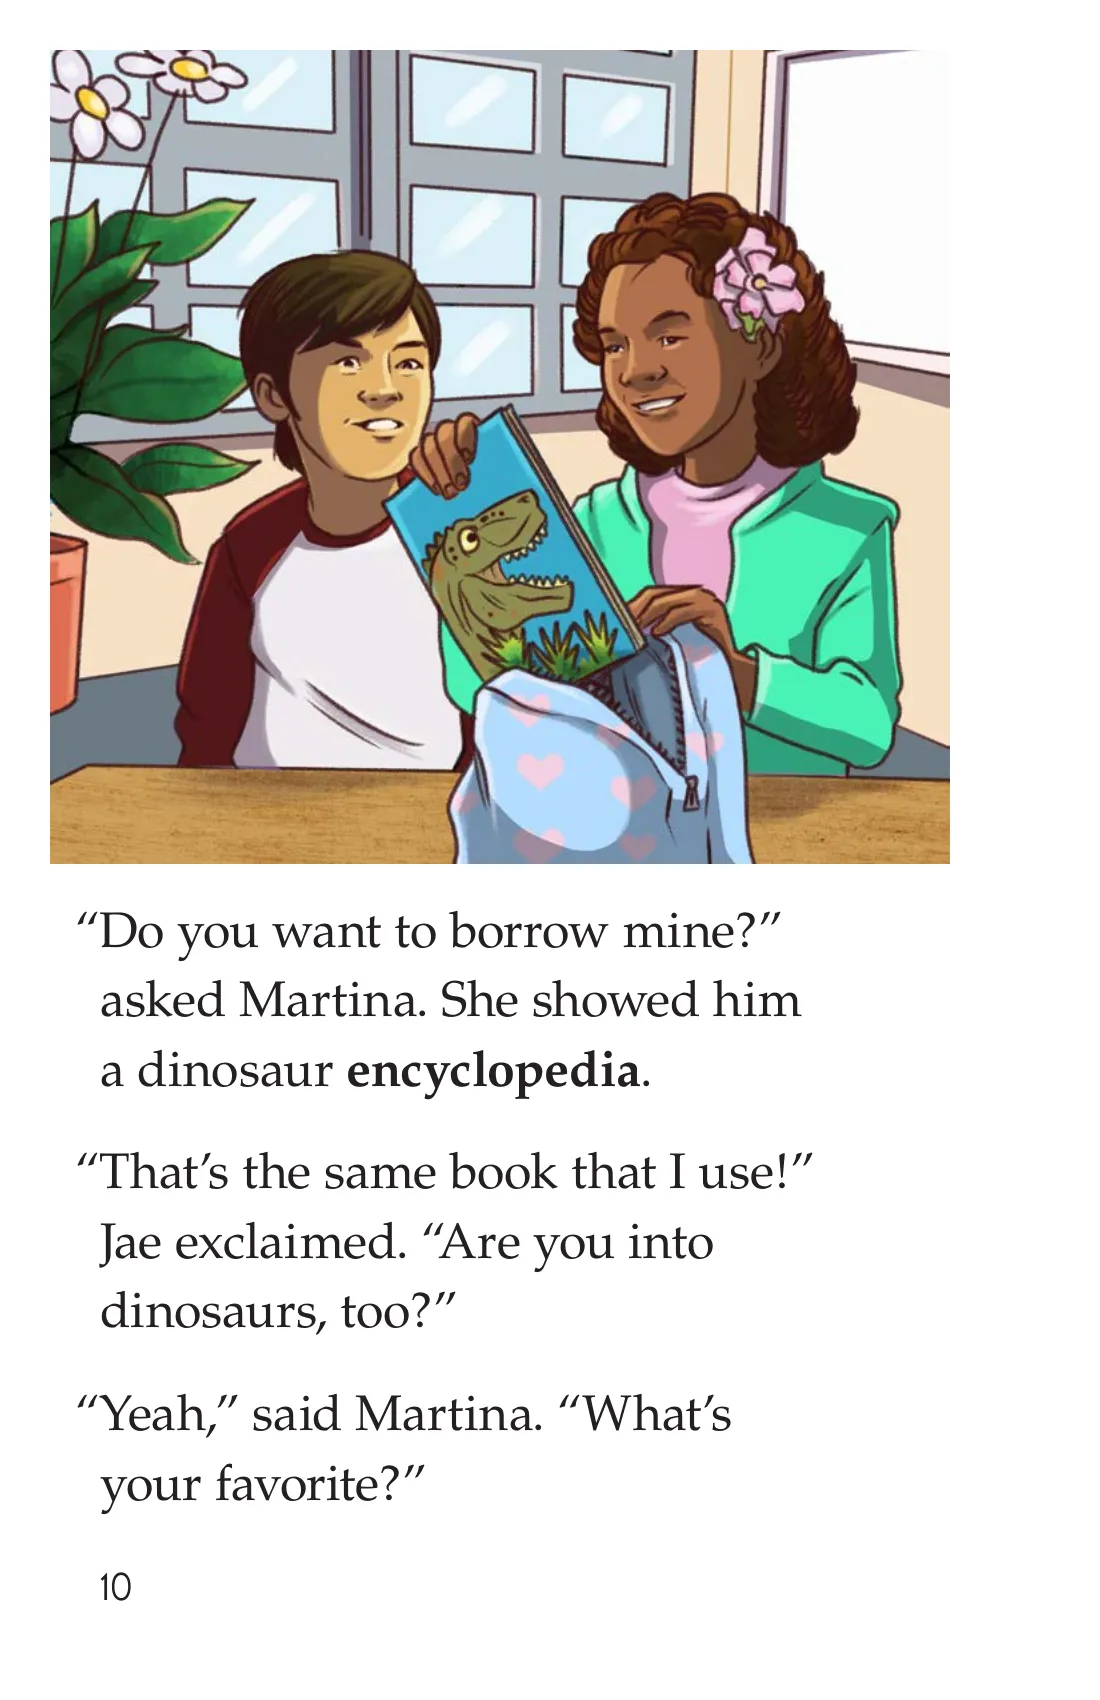 “Do you want to borrow mine?”
asked Martina. She showed him
a dinosaur encyclopedia.
“That’s the same book that I use!”
Jae exclaimed. “Are you into
dinosaurs, too?”
“Yeah,” said Martina. “What’s
your favorite?”
10